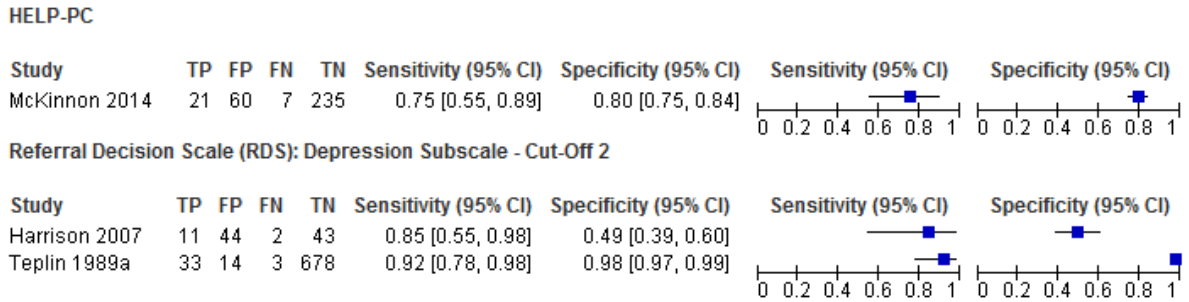 HELP-PC
Study TP FP FN TN Sensitivity (95% CI) Specificity (95% CI) Sensitivity (95% CI) Specificity (95% CI)
McKinnon 2014 21 60 7 235 0.75 [0.55, 0.89] 0.80 [0.75, 0.84]
0 0.2 0.4 0.6 0.8 1 0 0.2 0.4 0.6 0.8 1
Referral Decision Scale (RDS): Depression Subscale - Cut-Off 2
Study TP FP FN TN Sensitivity (95% CI) Specificity (95% CI) Sensitivity (95% CI) Specificity (95% CI)
Harrison 2007 11 44 2 43 0.85 [0.55, 0.98] 0.49 [0.39, 0.60]
Teplin 1989a 33 14 3 678 0.92 [0.78, 0.98] 0.98 [0.97, 0.99]
0 0.2 0.4 0.6 0.8 1 0 0.2 0.4 0.6 0.8 1